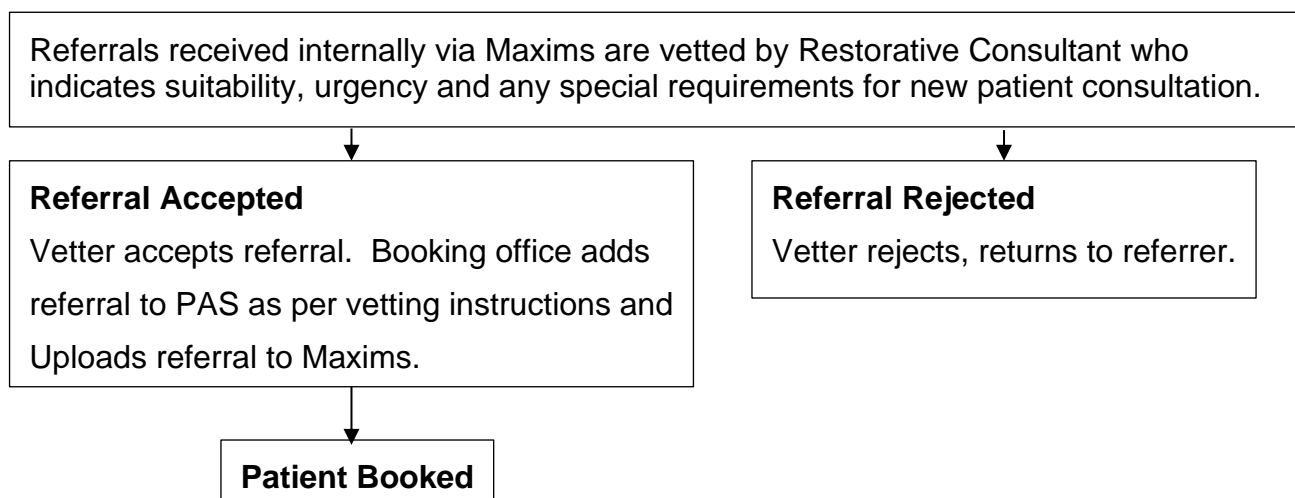 Referrals received internally via Maxims are vetted by Restorative Consultant who
indicates suitability, urgency and any special requirements for new patient consultation.
Referral Accepted
Vetter accepts referral.  Booking office adds
referral to PAS as per vetting instructions and
Uploads referral to Maxims.
Referral Rejected
Vetter rejects, returns to referrer.
Patient Booked